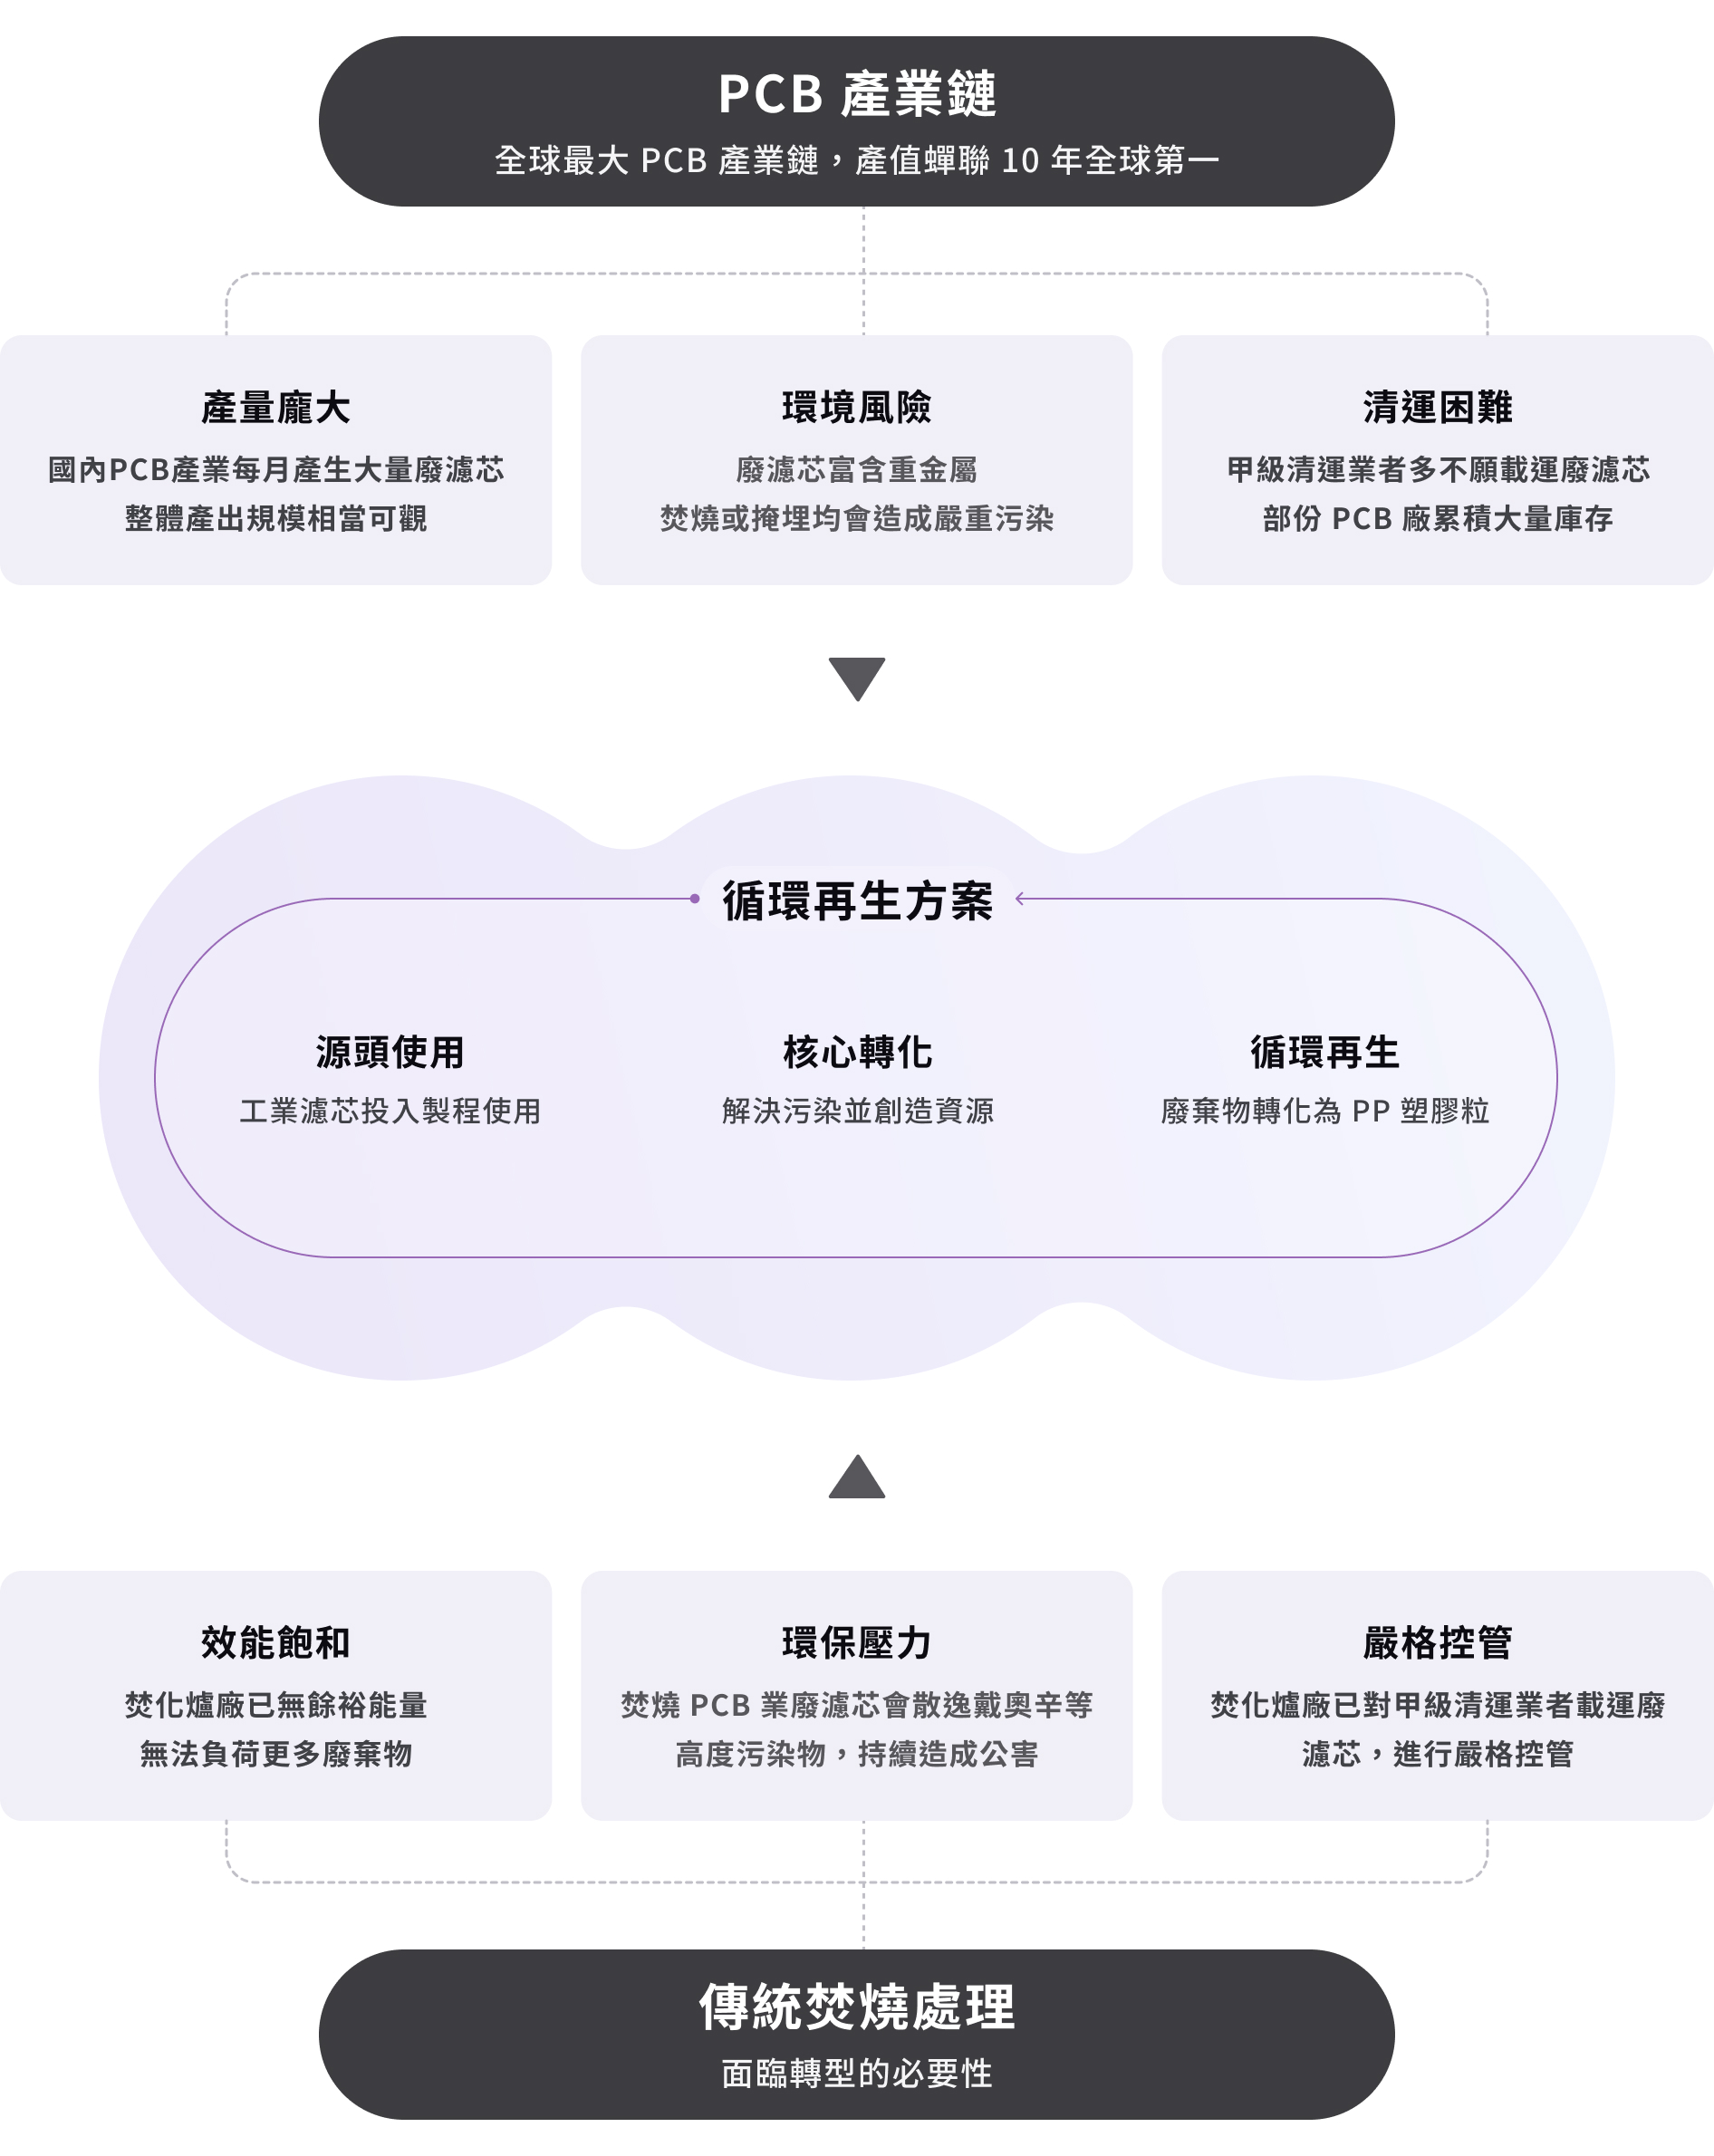 PCB 產業鏈
全球最大 PCB 產業鏈，產值蟬聯 10 年全球第一
產量龐大
國內PCB產業每月產生大量廢濾芯
整體產出規模相當可觀
環境風險
廢濾芯富含重金屬
焚燒或掩埋均會造成嚴重污染
清運困難
甲級清運業者多不願載運廢濾芯
部份 PCB 廠累積大量庫存
循環再生方案
源頭使用
工業濾芯投入製程使用
核心轉化
解決污染並創造資源
循環再生
廢棄物轉化為 PP 塑膠粒
效能飽和
焚化爐廠已無餘裕能量
無法負荷更多廢棄物
環保壓力
焚燒 PCB 業廢濾芯會散逸戴奧辛等
高度污染物，持續造成公害
嚴格控管
焚化爐廠已對甲級清運業者載運廢
濾芯，進行嚴格控管
傳統焚燒處理
面臨轉型的必要性